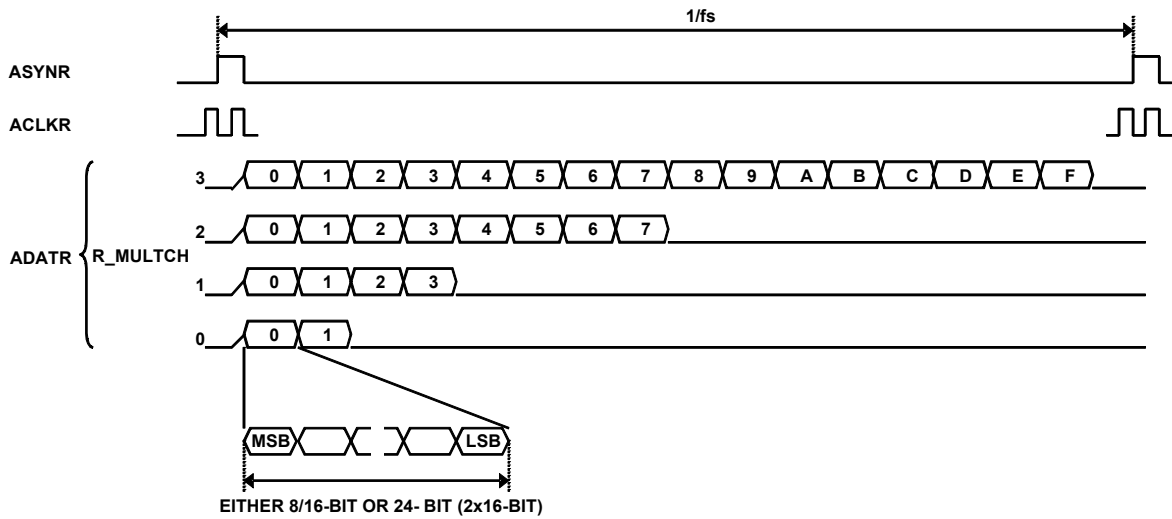 1/fs
ASYNR
ACLKR
3 0 1 2 3 4 5 6 7 8 9 A B C D E F
2 0 1 2 3 4 5 6 7
ADATR R_MULTCH
1 0 1 2 3
0 0 1
MSB LSB
EITHER 8/16-BIT OR 24- BIT (2x16-BIT)